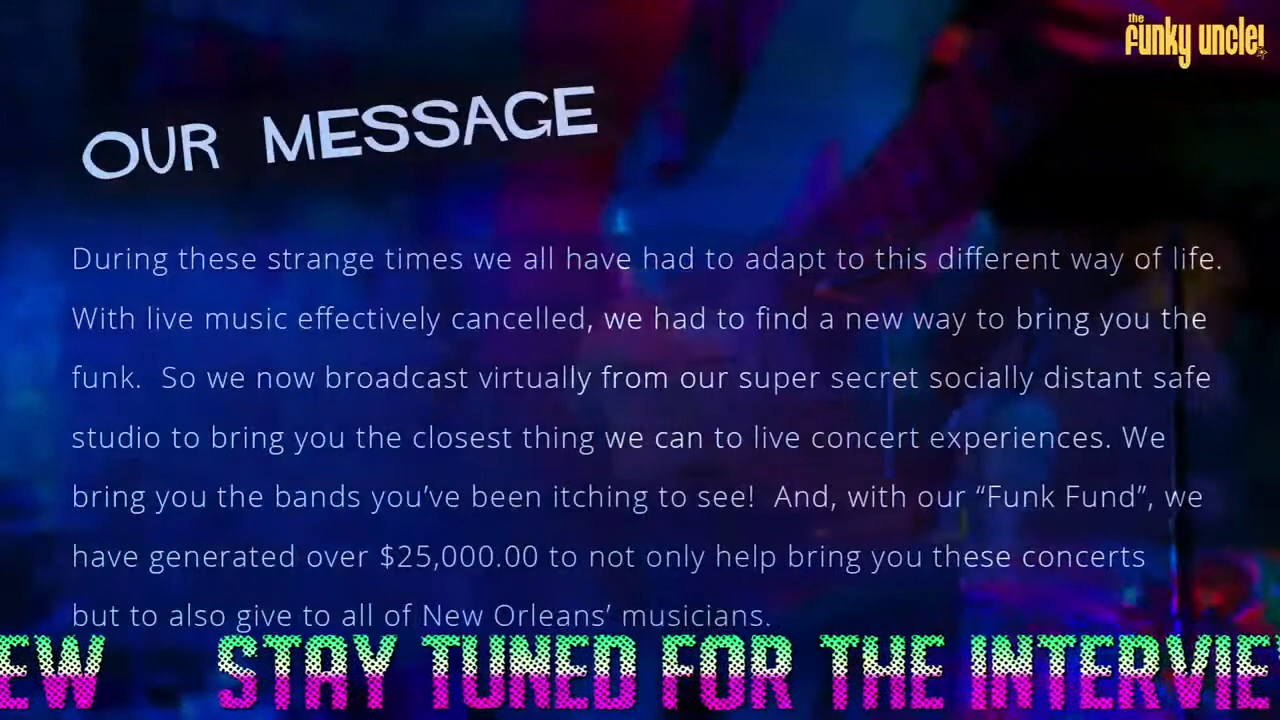 the
funky uncle!
OUR MESSAGE
During these strange times we all have had to adapt to this different way of life.
With live music effectively cancelled, we had to find a new way to bring you the
funk.  So we now broadcast virtually from our super secret socially distant safe
studio to bring you the closest thing we can to live concert experiences. We
bring you the bands you’ve been itching to see!  And, with our “Funk Fund”, we
have generated over $25,000.00 to not only help bring you these concerts
but to also give to all of New Orleans’ musicians.
EW STAY TUNED FOR THE INTERVIE